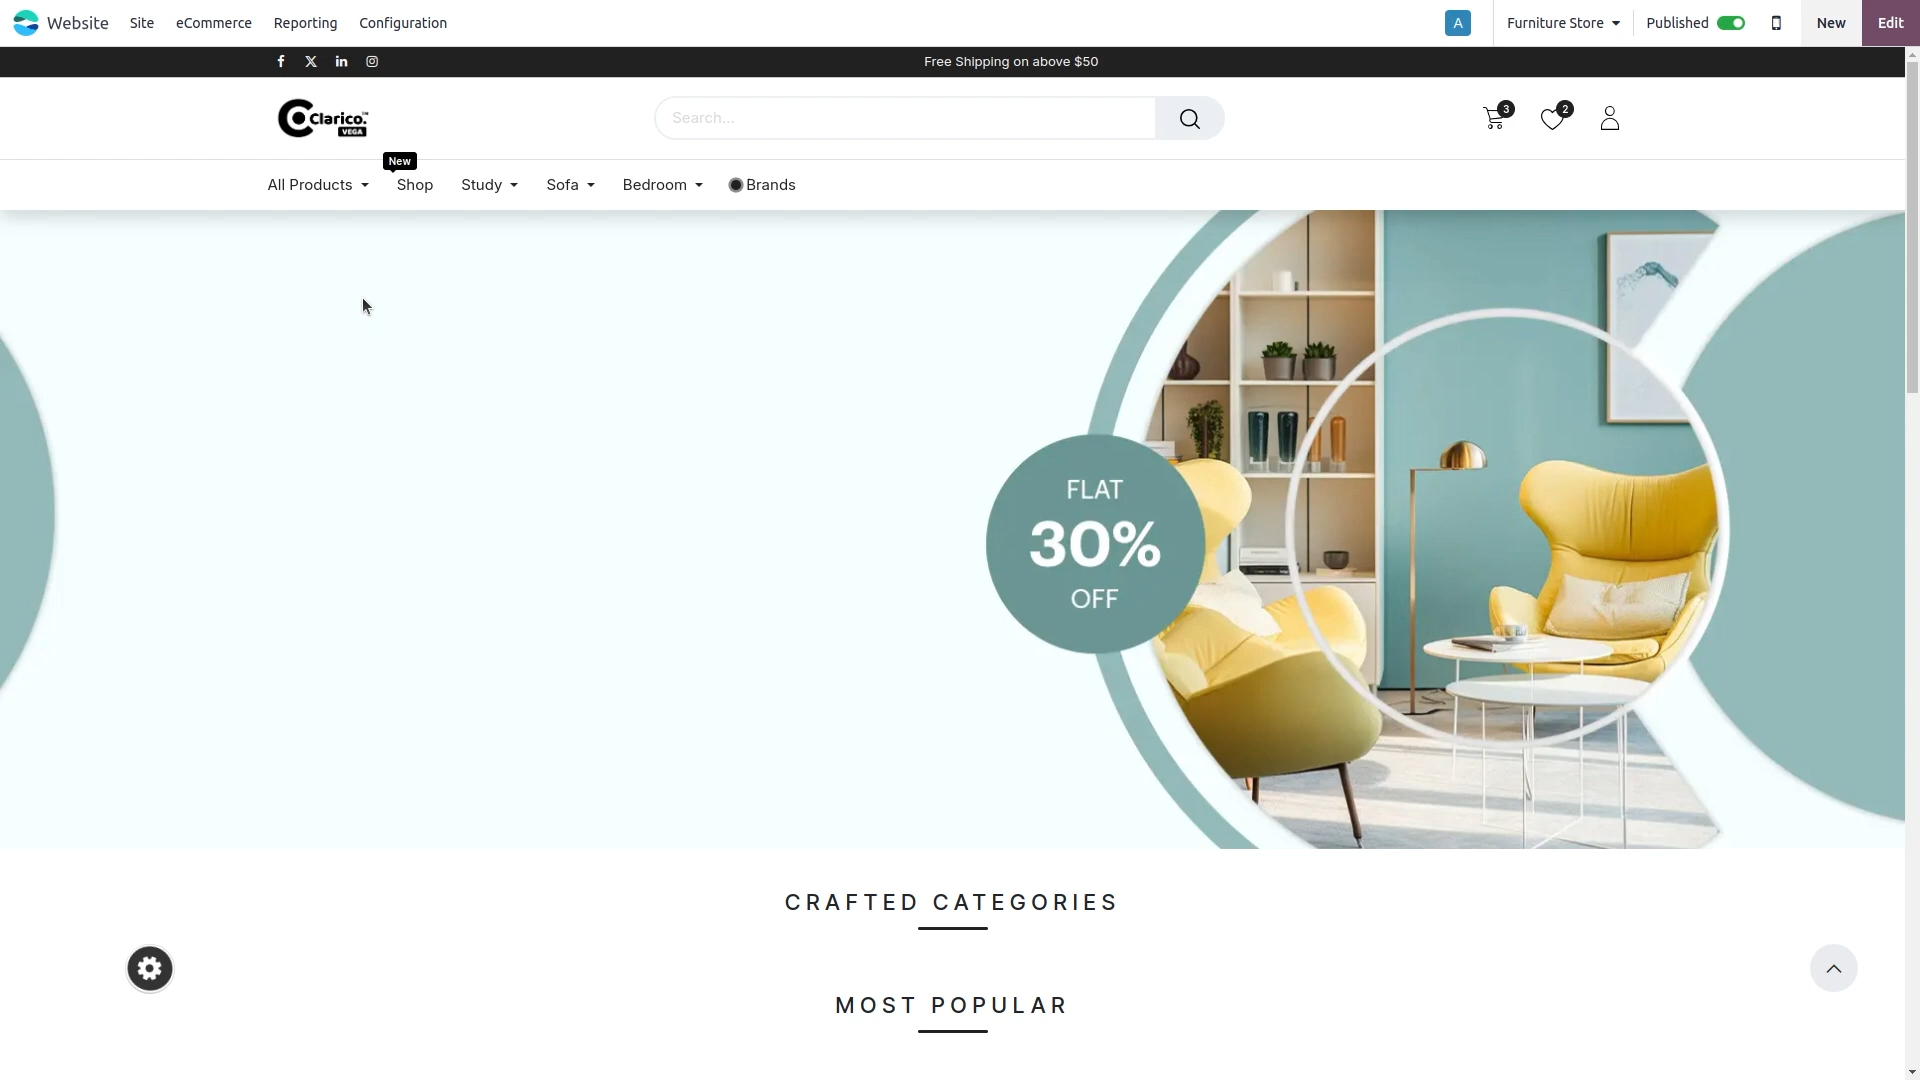 Website Site eCommerce Reporting Configuration A Furniture Store Published New Edit
Free Shipping on above $50
Clarico.™ VEGA Search... 3 2
New
All Products Shop Study Sofa Bedroom Brands
FLAT
30%
OFF
CRAFTED CATEGORIES
MOST POPULAR